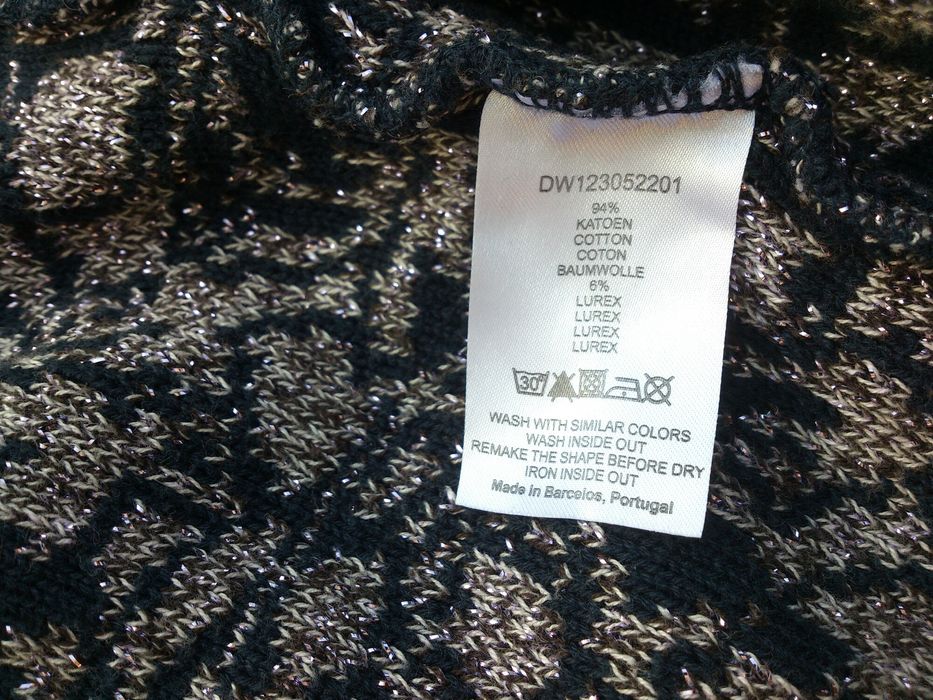 DW123052201
94%
KATOEN
COTTON
COTON
BAUMWOLLE
6%
LUREX
LUREX
LUREX
LUREX
30°
WASH WITH SIMILAR COLORS
WASH INSIDE OUT
REMAKE THE SHAPE BEFORE DRY
IRON INSIDE OUT
Made in Barcelos, Portugal